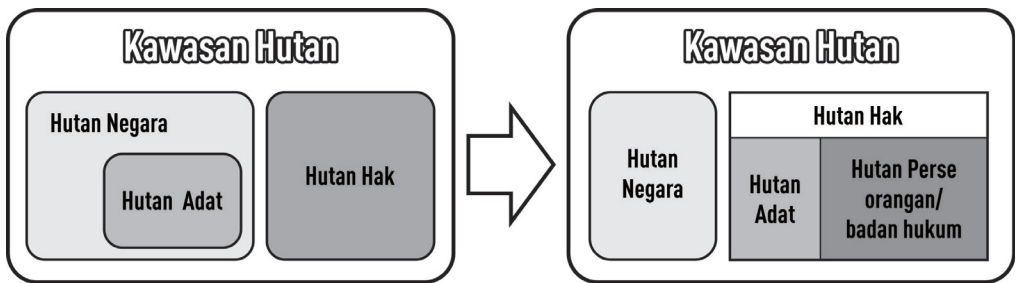 Kawasan Hutan
Hutan Negara
Hutan Adat
Hutan Hak
Kawasan Hutan
Hutan
Negara
Hutan Hak
Hutan
Adat
Hutan Perse
orangan/
badan hukum